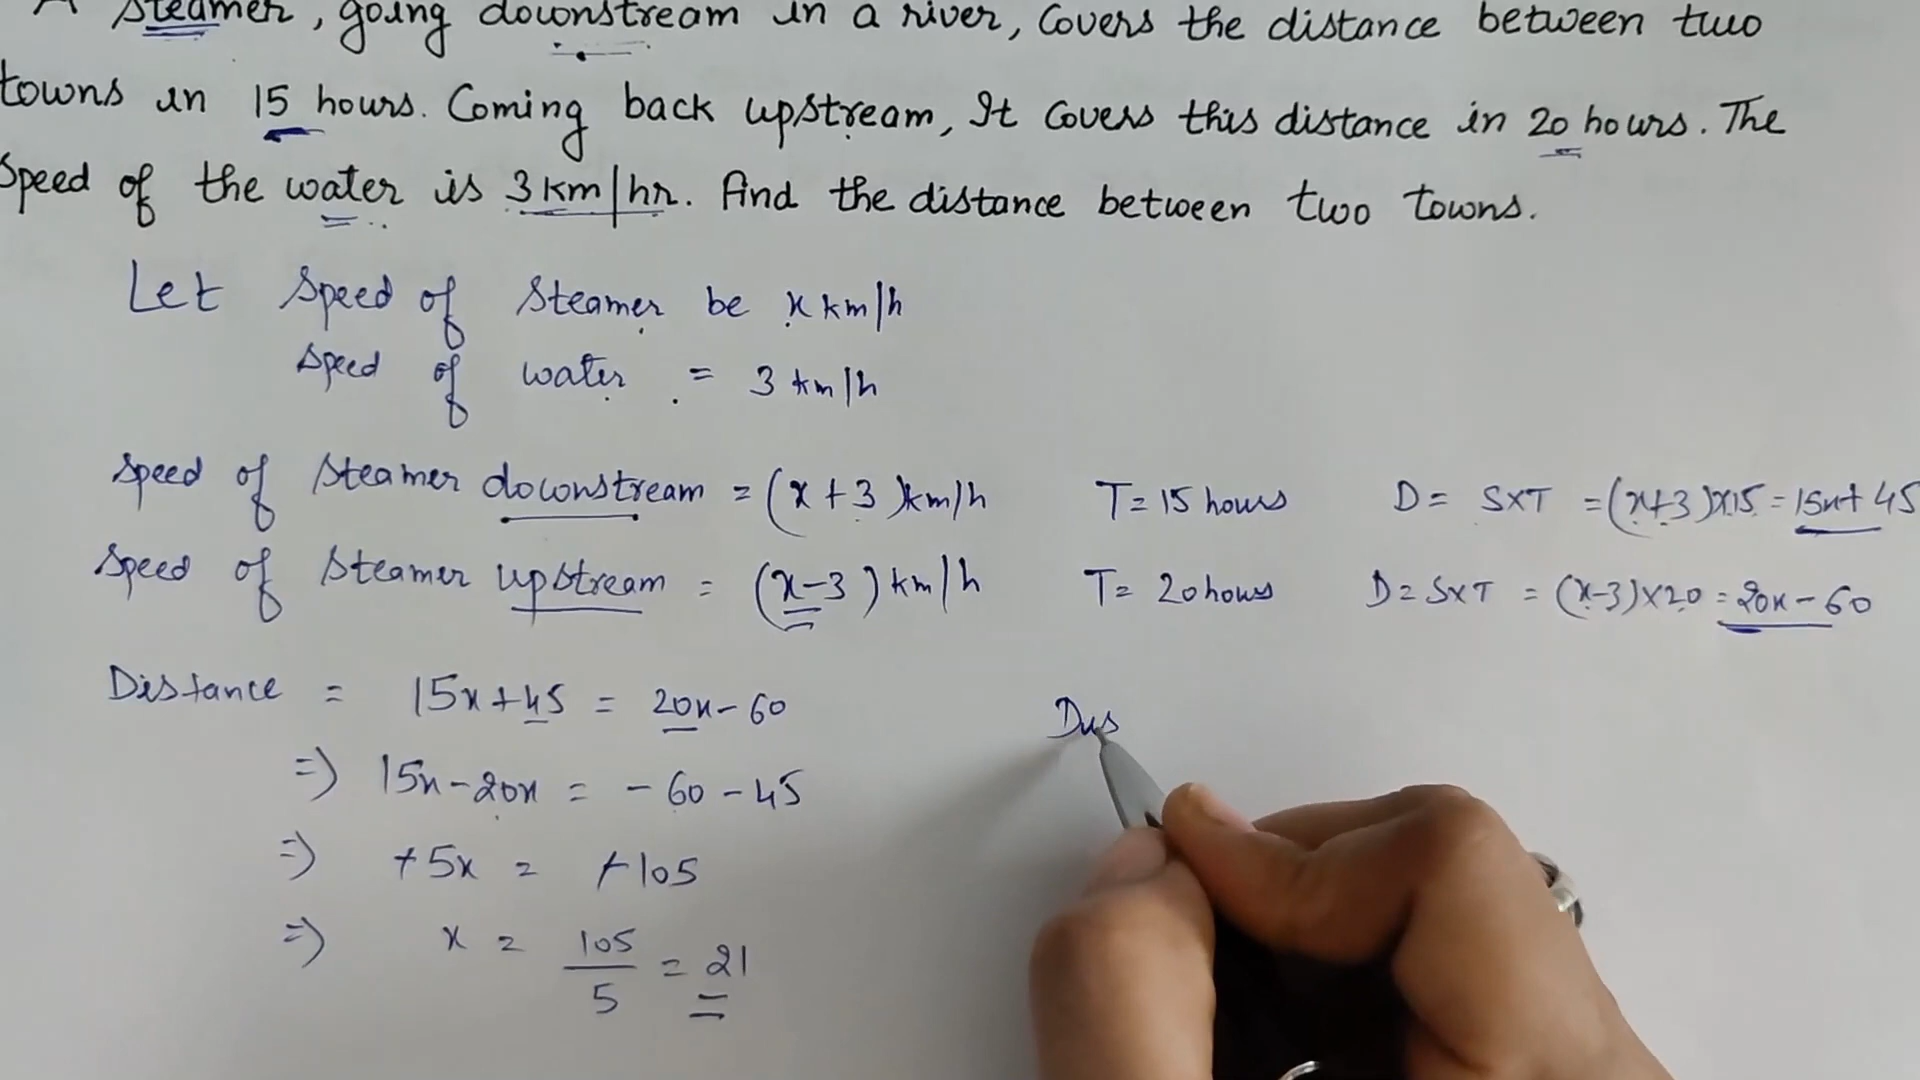 A steamer, going downstream in a river, Covers the distance between two
towns in 15 hours. Coming back upstream, It Covers this distance in 20 hours. The
Speed of the water is 3 km/hr. Find the distance between two towns.
Let Speed of Steamer be x km/h
Speed of water = 3 km/h
Speed of Steamer downstream = (x+3)km/h T= 15 hours D= S×T =(x+3)×15 = 15x+45
Speed of Steamer upstream = (x-3)km/h T= 20 hours D= S×T = (x-3)×20 = 20x-60
Distance = 15x+45 = 20x-60
⇒ 15x-20x = -60-45
⇒ +5x = +105
⇒ x = 105/5 = 21
Dis